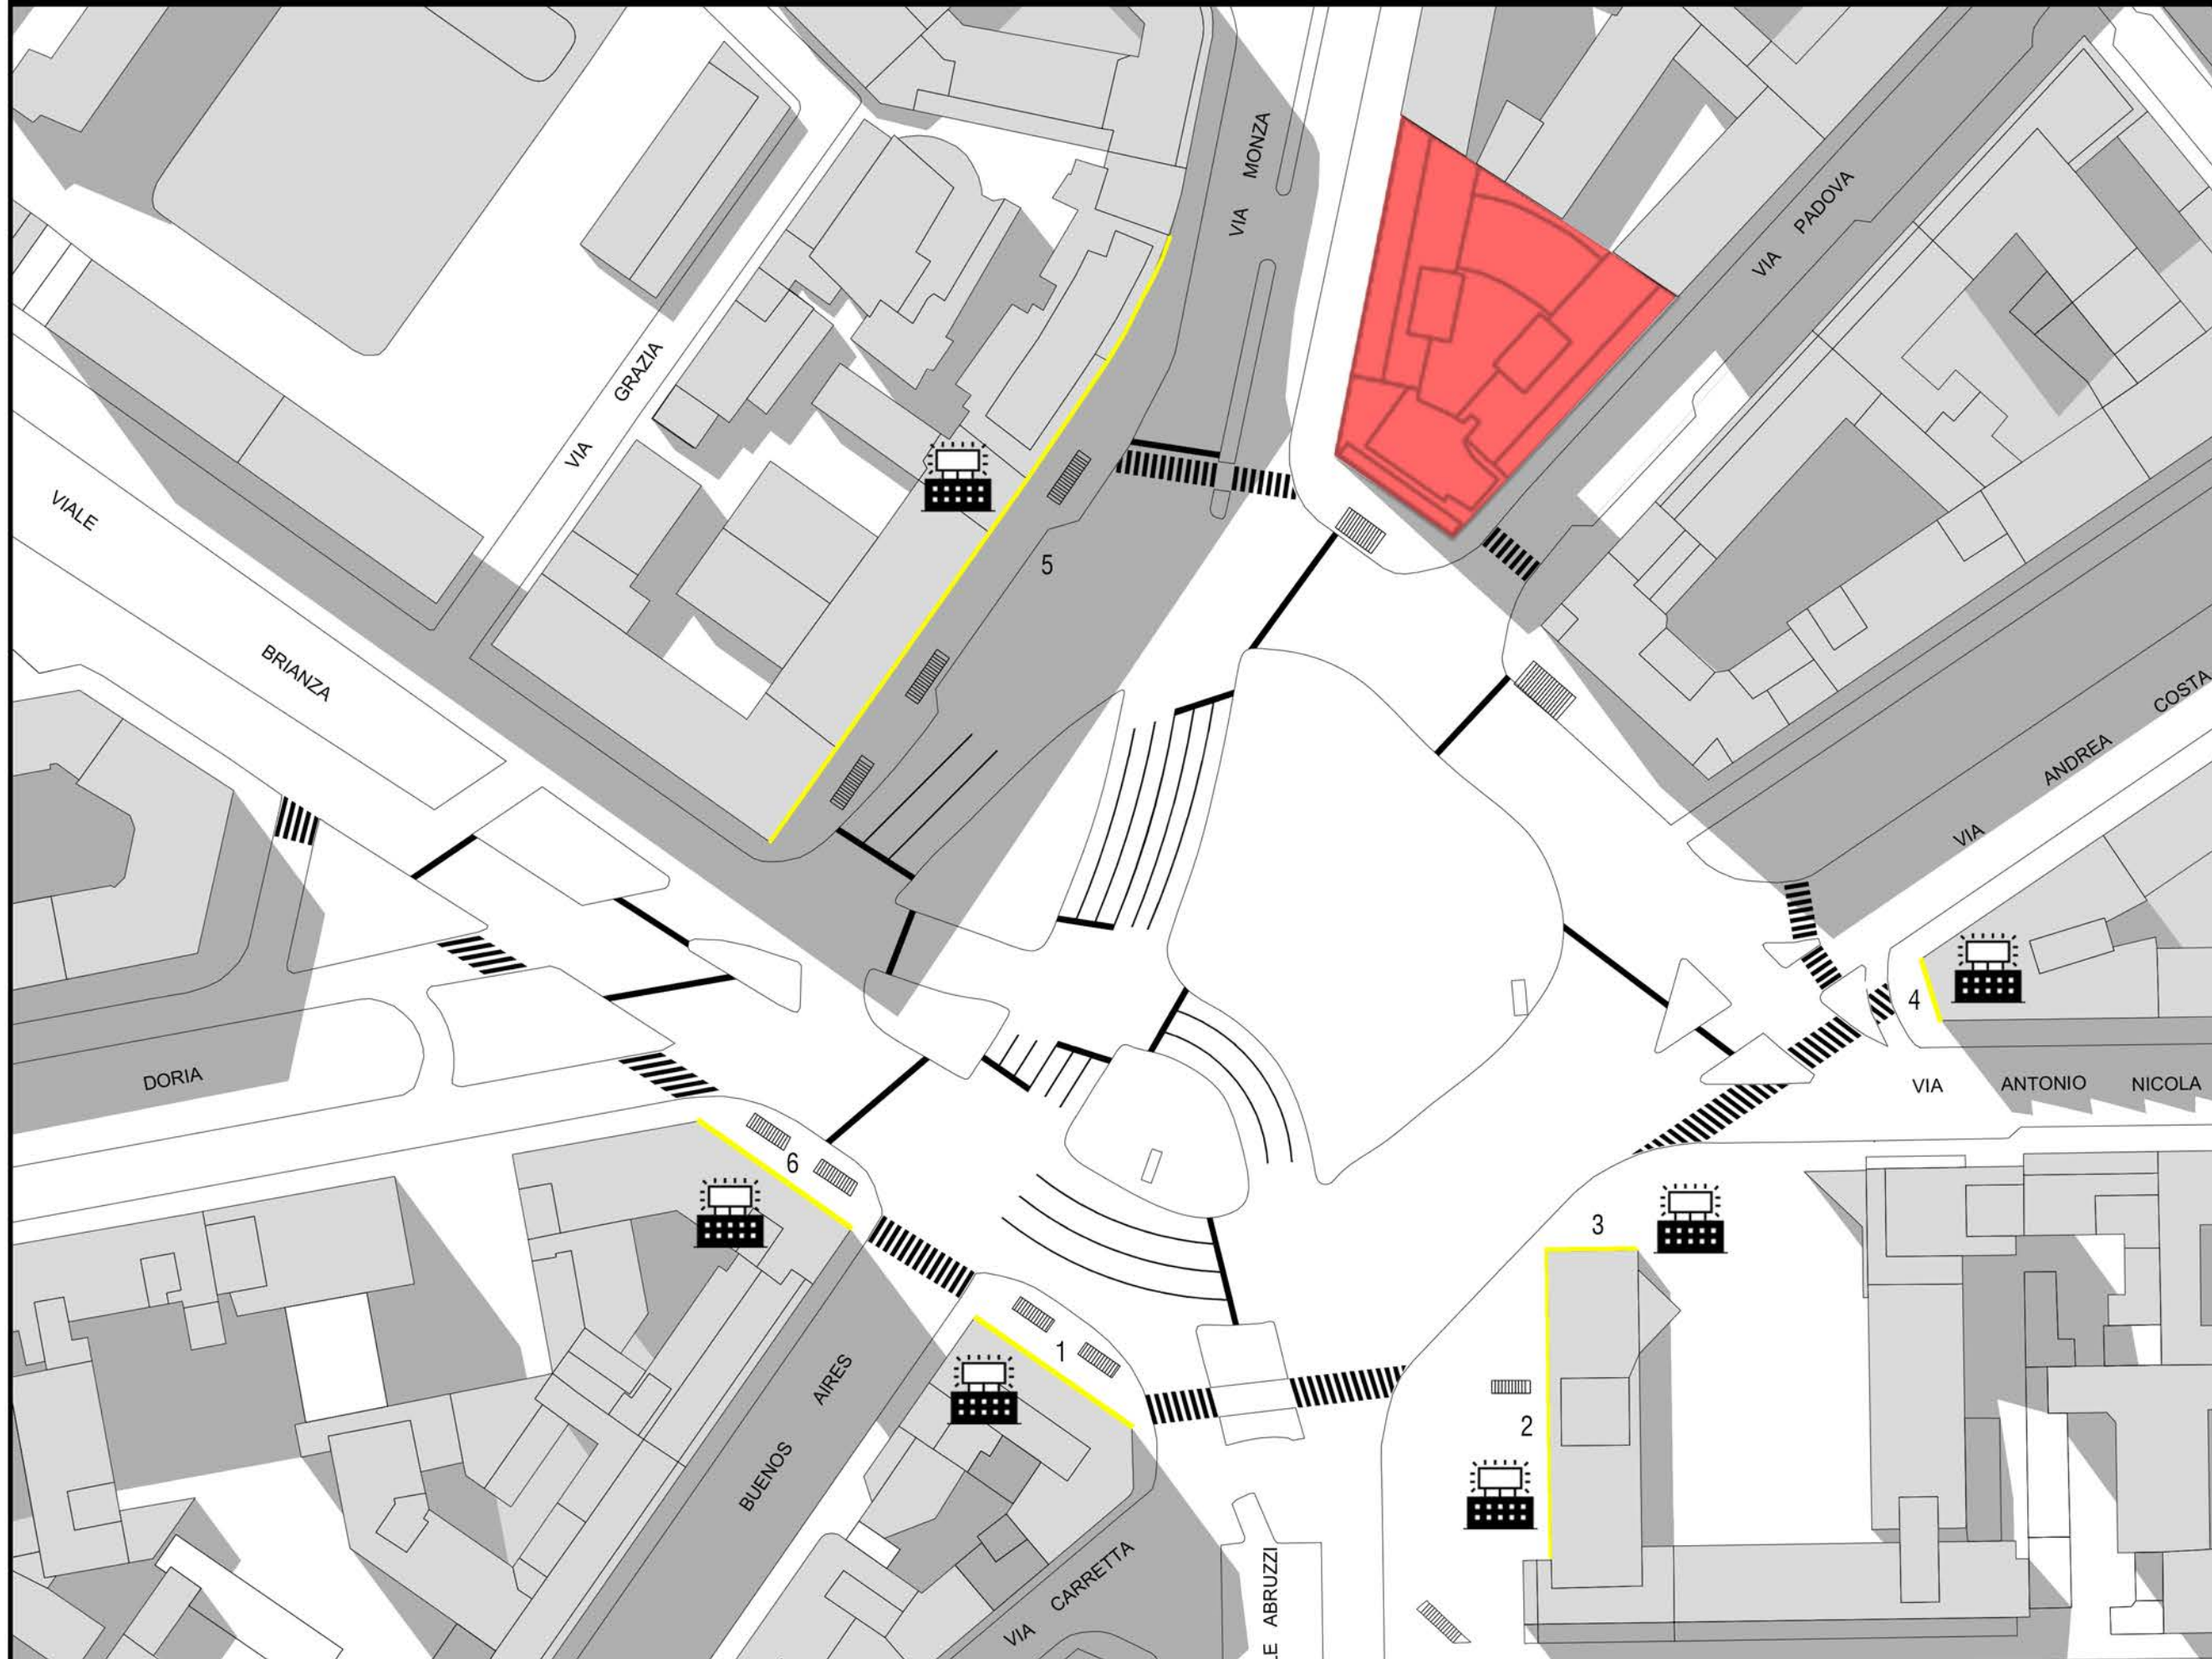 VIA MONZA
VIA PADOVA
VIA GRAZIA
VIALE
BRIANZA
5
VIA ANDREA COSTA
4
DORIA
VIA ANTONIO NICOLA
6
3
1
2
BUENOS AIRES
VIA CARRETTA
LE ABRUZZI